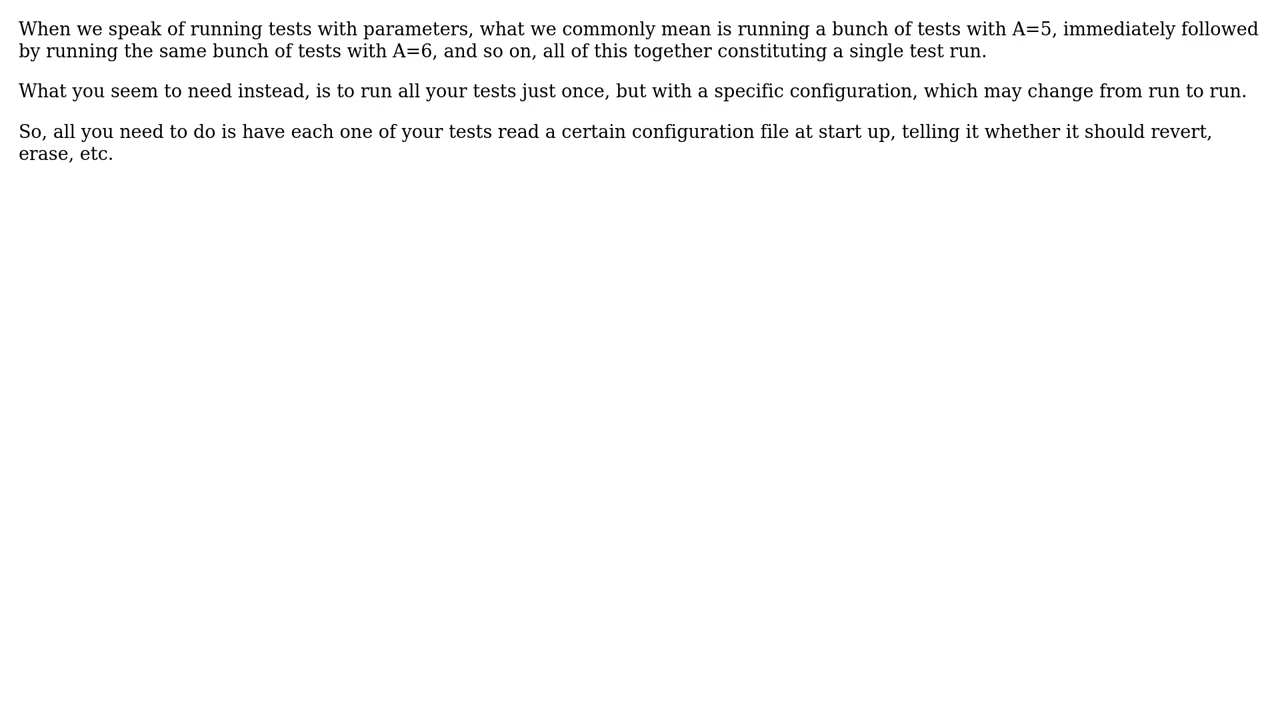 When we speak of running tests with parameters, what we commonly mean is running a bunch of tests with A=5, immediately followed
by running the same bunch of tests with A=6, and so on, all of this together constituting a single test run.
What you seem to need instead, is to run all your tests just once, but with a specific configuration, which may change from run to run.
So, all you need to do is have each one of your tests read a certain configuration file at start up, telling it whether it should revert,
erase, etc.